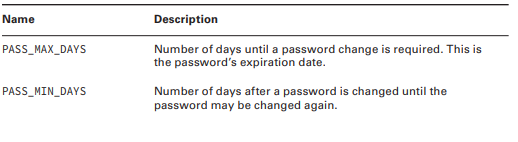 Name Description
PASS_MAX_DAYS Number of days until a password change is required. This is
the password’s expiration date.
PASS_MIN_DAYS Number of days after a password is changed until the
password may be changed again.